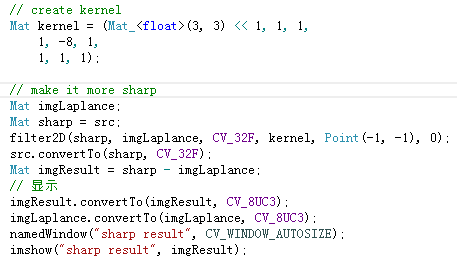 // create kernel
Mat kernel = (Mat_<float>(3, 3) << 1, 1, 1,
1, -8, 1,
1, 1, 1);
// make it more sharp
Mat imgLaplance;
Mat sharp = src;
filter2D(sharp, imgLaplance, CV_32F, kernel, Point(-1, -1), 0);
src.convertTo(sharp, CV_32F);
Mat imgResult = sharp - imgLaplance;
// 显示
imgResult.convertTo(imgResult, CV_8UC3);
imgLaplance.convertTo(imgLaplance, CV_8UC3);
namedWindow("sharp result", CV_WINDOW_AUTOSIZE);
imshow("sharp result", imgResult);